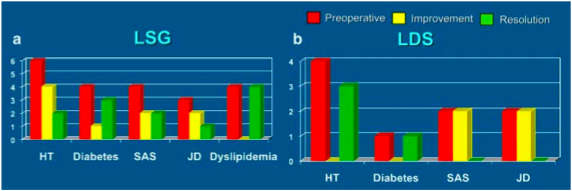 Preoperative Improvement Resolution
a LSG
6
5
4
3
2
1
0
HT Diabetes SAS JD Dyslipidemia
b LDS
4
3
2
1
0
HT Diabetes SAS JD